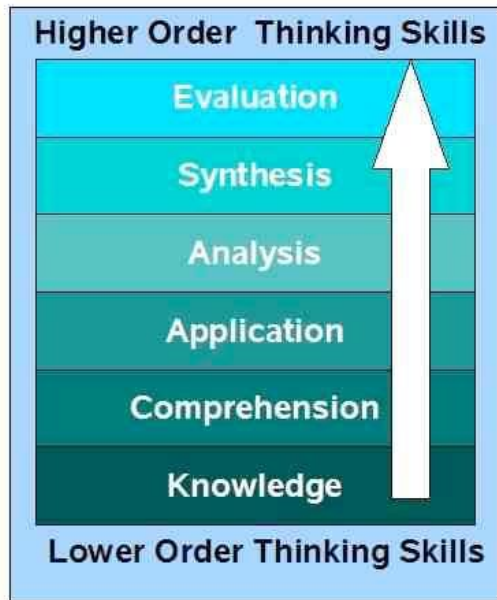 Higher Order Thinking Skills
Evaluation
Synthesis
Analysis
Application
Comprehension
Knowledge
Lower Order Thinking Skills